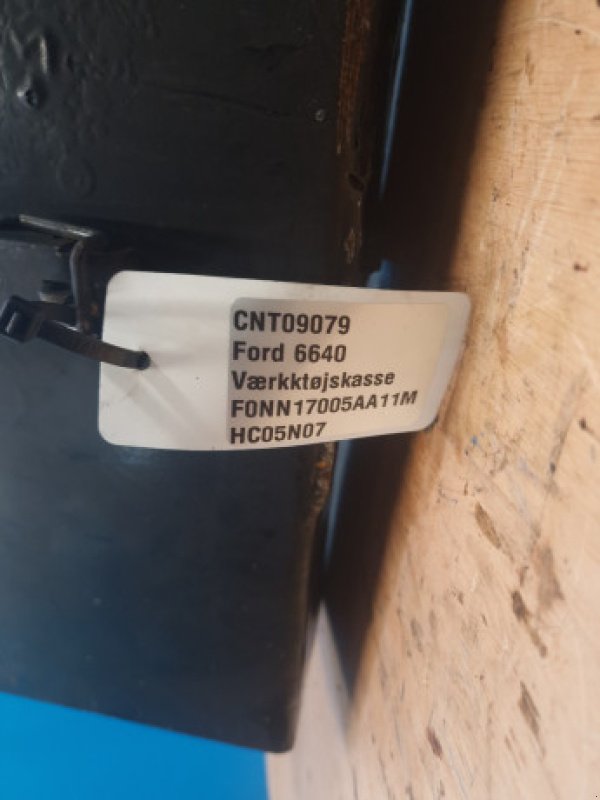 CNT09079
Ford 6640
Værkktøjskasse
F0NN17005AA11M
HC05N07